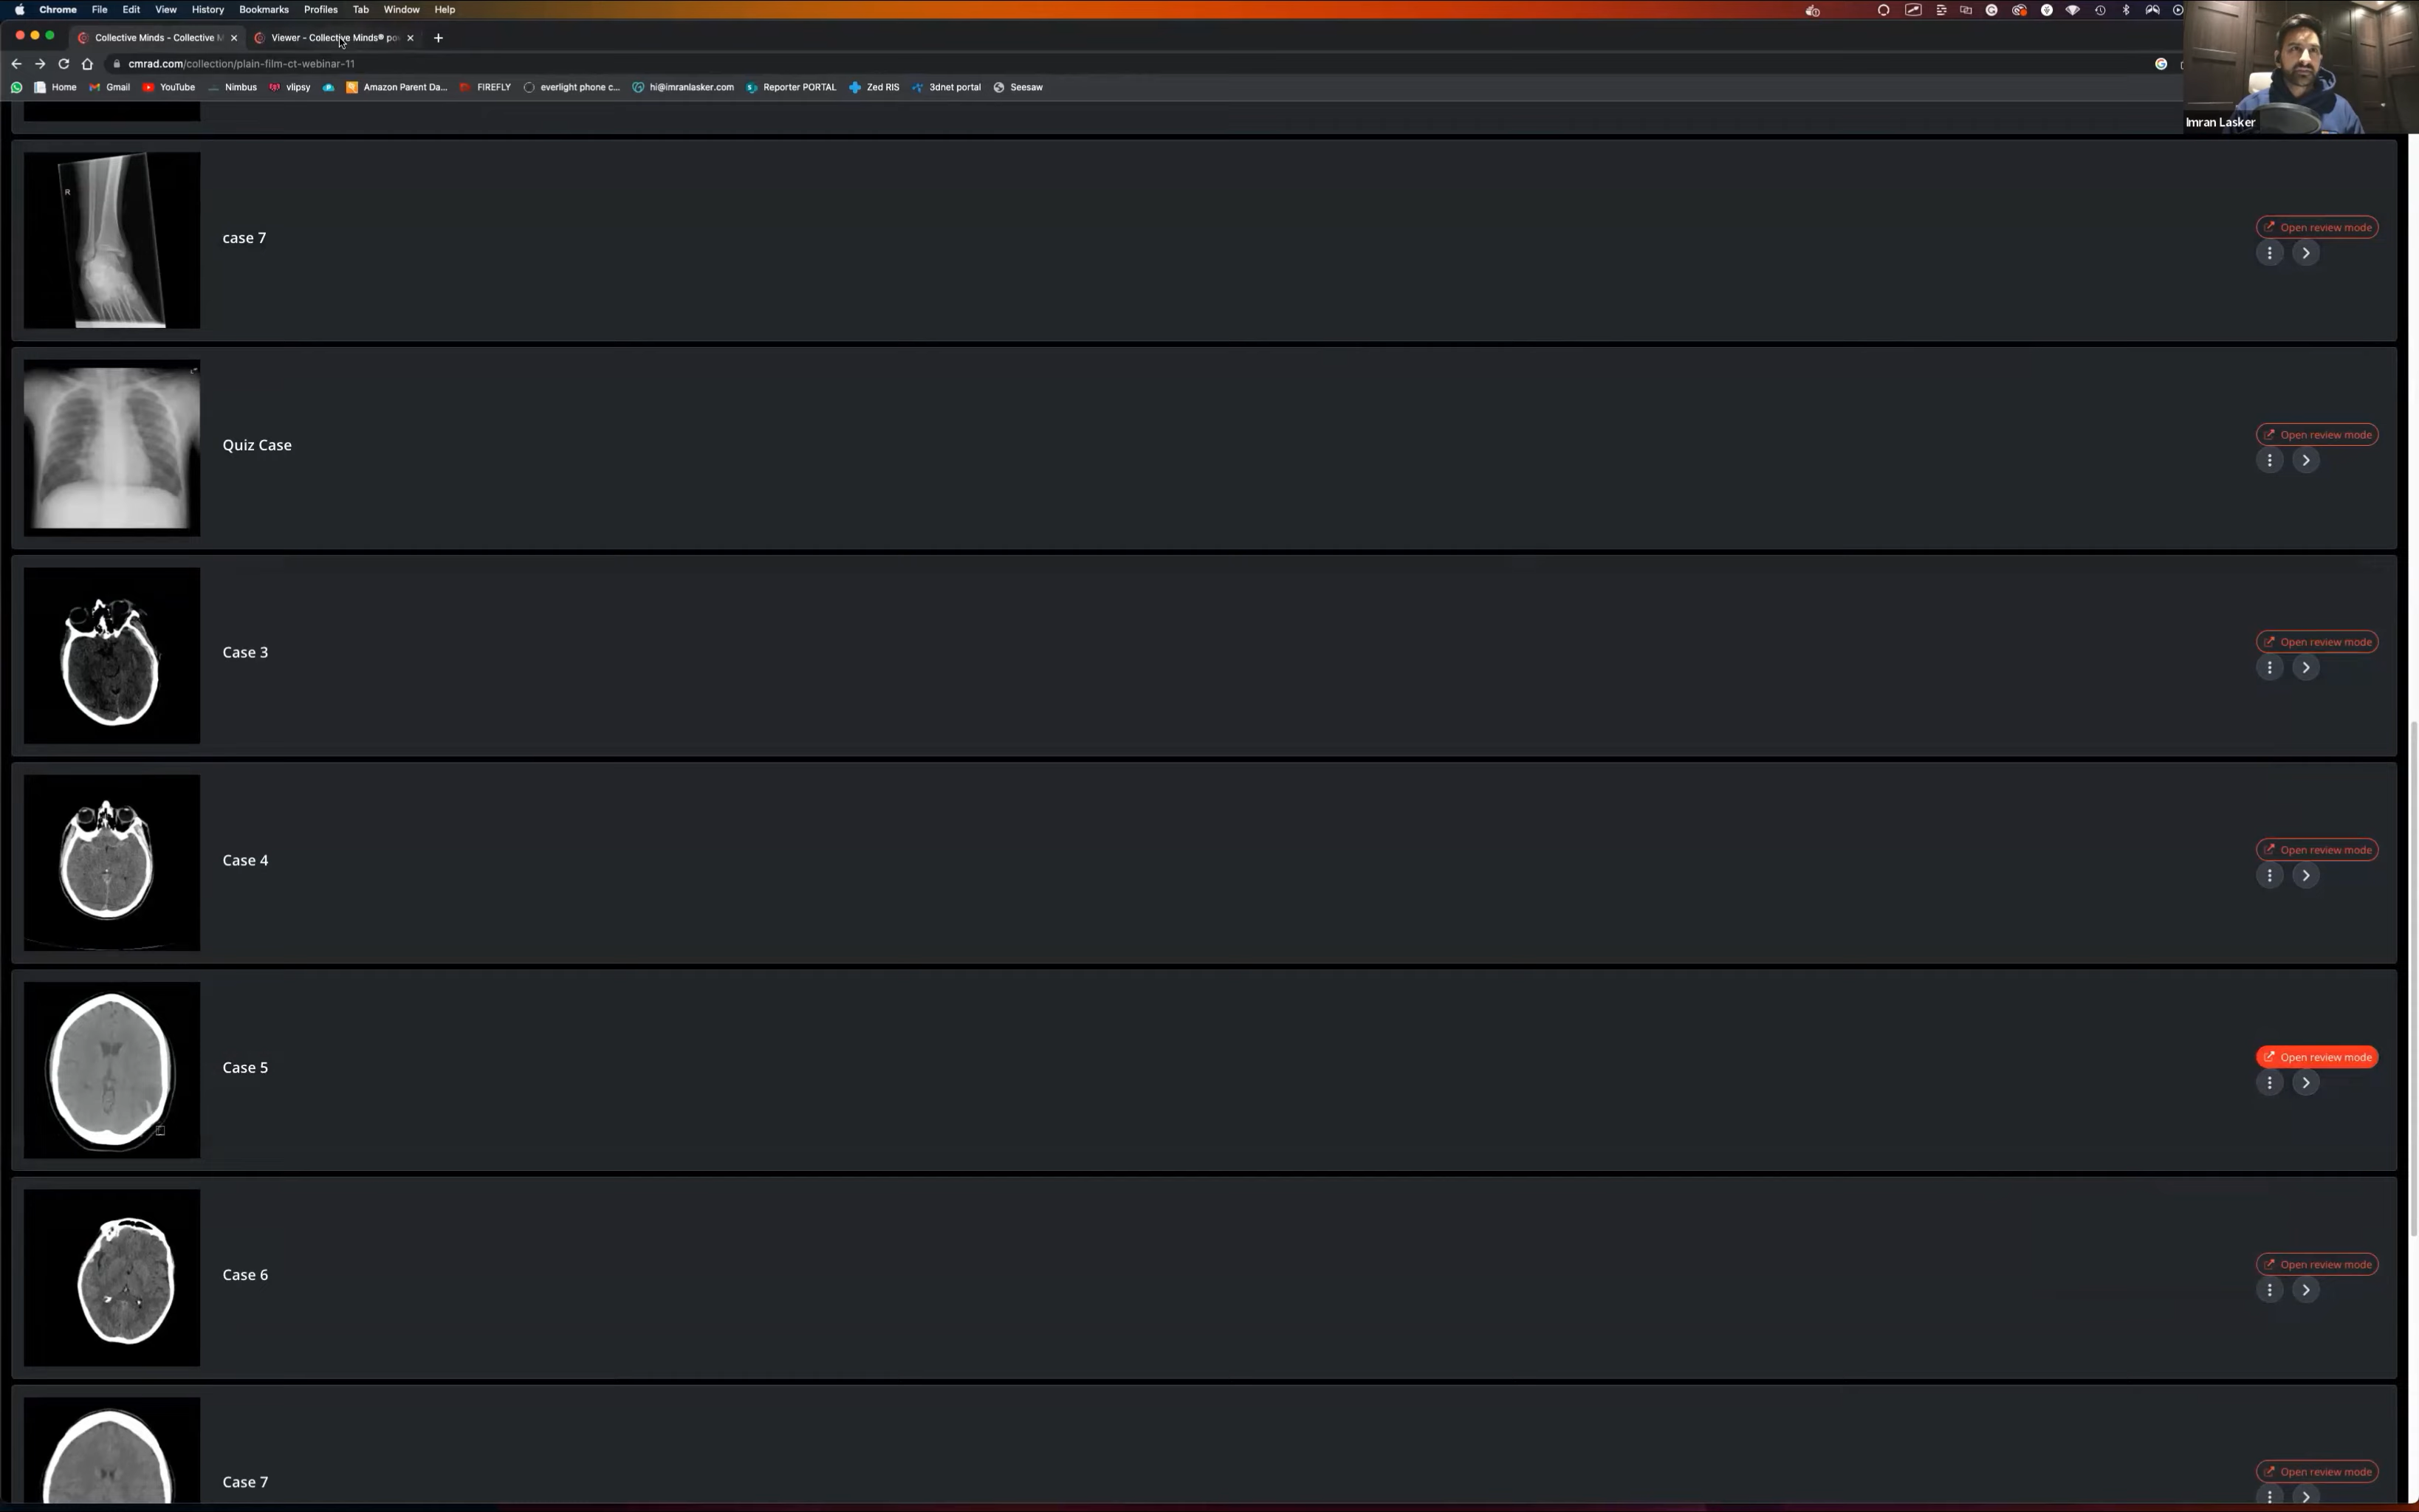 Chrome File Edit View History Bookmarks Profiles Tab Window Help
Collective Minds - Collective M Viewer - Collective Minds® po
cmrad.com/collection/plain-film-ct-webinar-11
Home Gmail YouTube Nimbus vlipsy Amazon Parent Da... FIREFLY everlight phone c... hi@imranlasker.com Reporter PORTAL Zed RIS 3dnet portal Seesaw
Imran Lasker
R
case 7
Open review mode
Quiz Case
Open review mode
Case 3
Open review mode
Case 4
Open review mode
Case 5
Open review mode
Case 6
Open review mode
Case 7
Open review mode